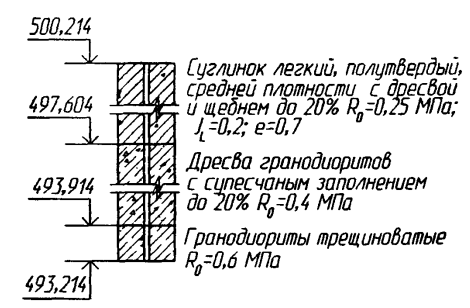 500,214
Суглинок легкий, полутвердый,
средней плотности с дресвой
и щебнем до 20% R₀=0,25 МПа;
J_L=0,2; e=0,7
497,604
Дресва гранодиоритов
с супесчаным заполнением
до 20% R₀=0,4 МПа
493,914
Гранодиориты трещиноватые
R₀=0,6 МПа
493,214